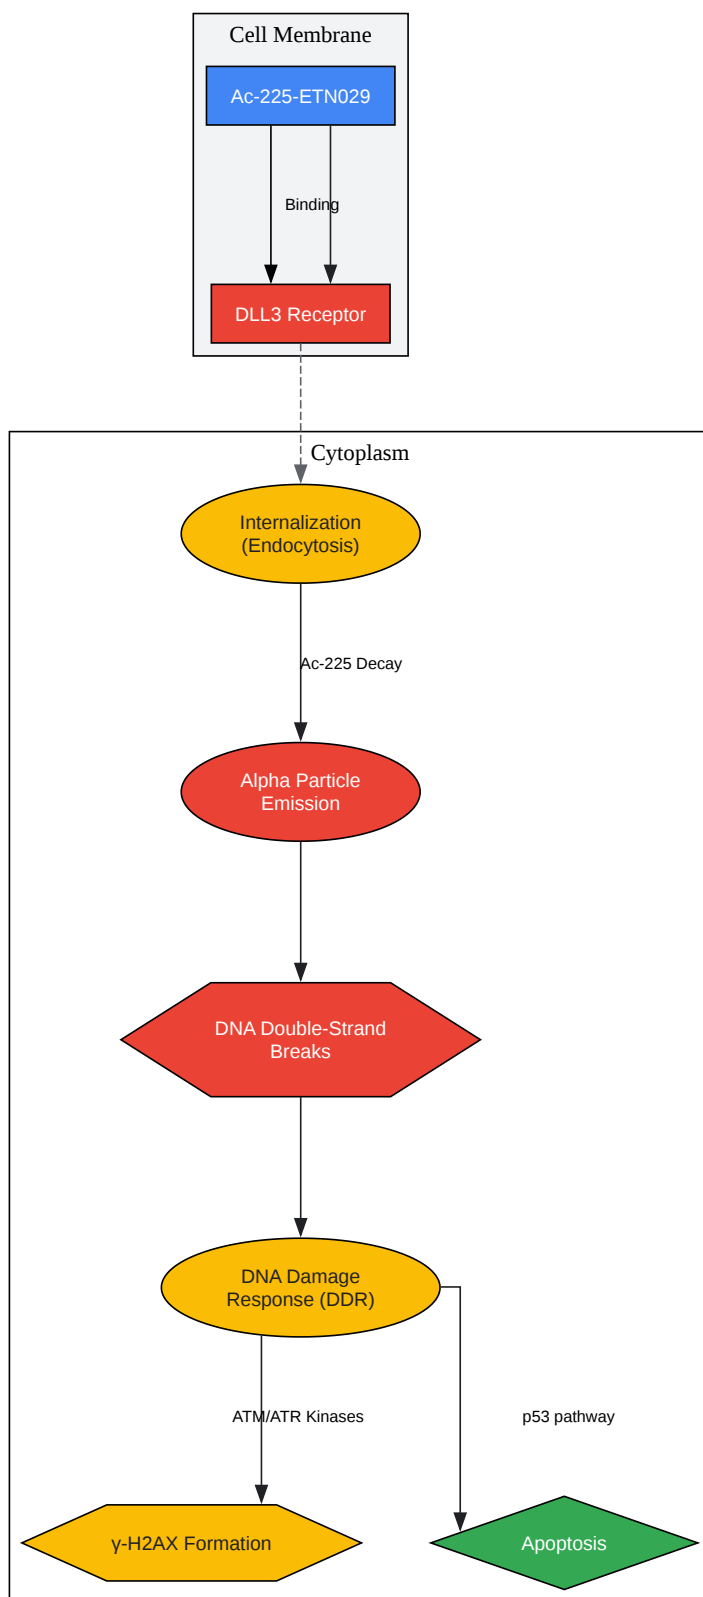 Cell Membrane
Ac-225-ETN029
Binding
DLL3 Receptor
Cytoplasm
Internalization
(Endocytosis)
Ac-225 Decay
Alpha Particle
Emission
DNA Double-Strand
Breaks
DNA Damage
Response (DDR)
ATM/ATR Kinases
p53 pathway
γ-H2AX Formation
Apoptosis